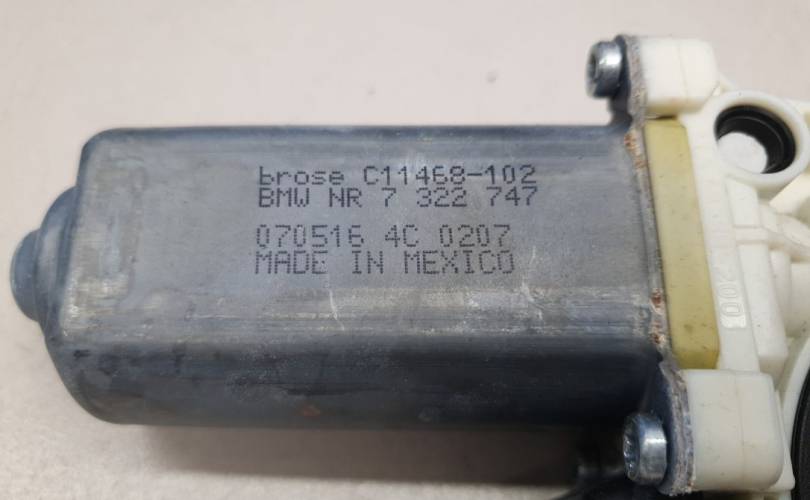 brose C11468-102
BMW NR 7 322 747
070516 4C 0207
MADE IN MEXICO